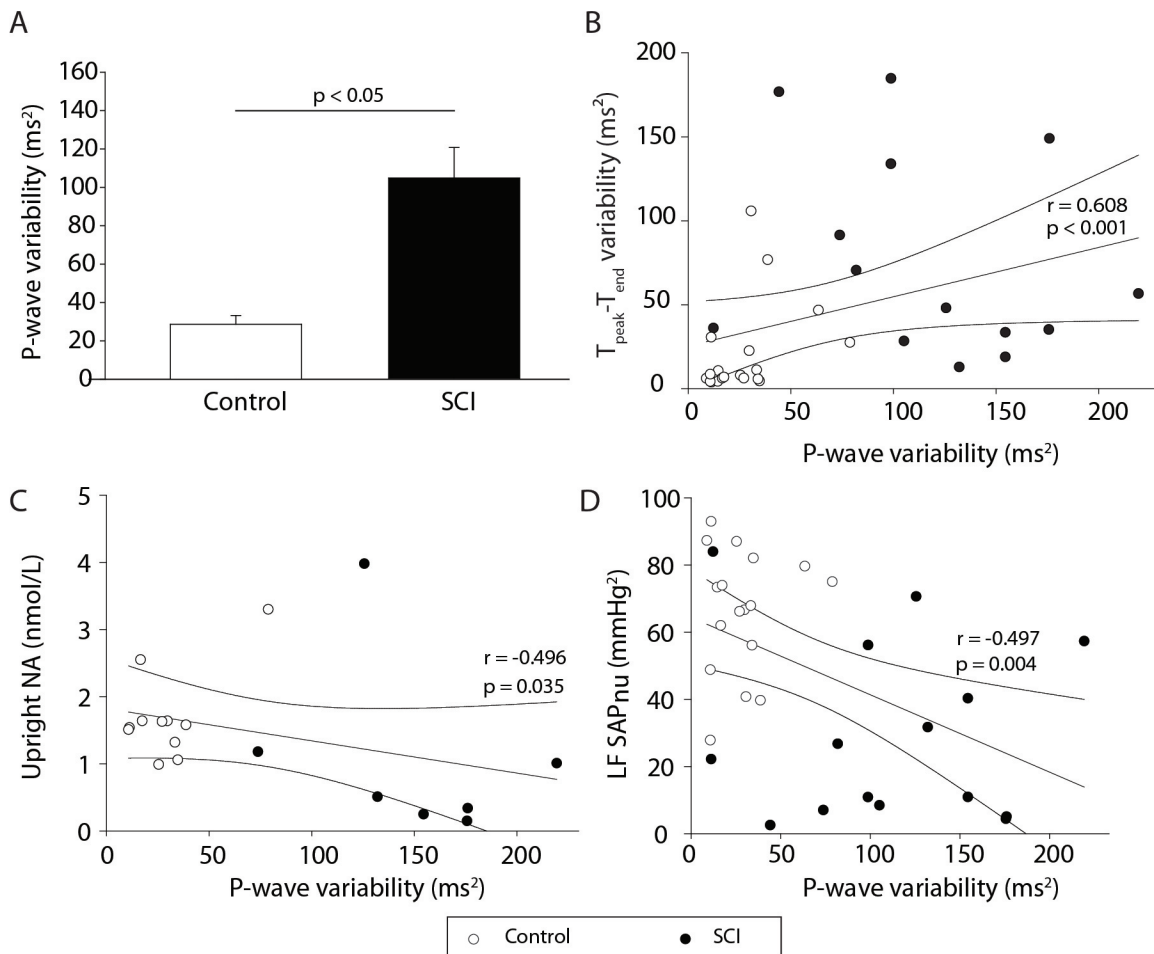 A
P-wave variability (ms²)
160
140
120
100
80
60
40
20
0
p < 0.05
Control
SCI
B
T_peak-T_end variability (ms²)
200
150
100
50
0
r = 0.608
p < 0.001
0
50
100
150
200
P-wave variability (ms²)
C
Upright NA (nmol/L)
5
4
3
2
1
0
r = -0.496
p = 0.035
0
50
100
150
200
P-wave variability (ms²)
D
LF SAPnu (mmHg²)
100
80
60
40
20
0
r = -0.497
p = 0.004
0
50
100
150
200
P-wave variability (ms²)
Control
SCI